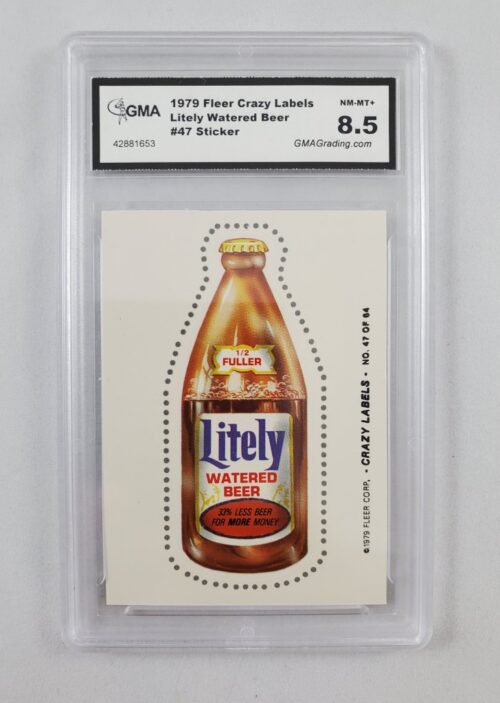 GMA
42881653
1979 Fleer Crazy Labels
Litely Watered Beer
#47 Sticker
NM-MT+
8.5
GMAGrading.com
1/2
FULLER
Litely
WATERED
BEER
33% LESS BEER
FOR MORE MONEY
©1979 FLEER CORP. • CRAZY LABELS • NO. 47 OF 64